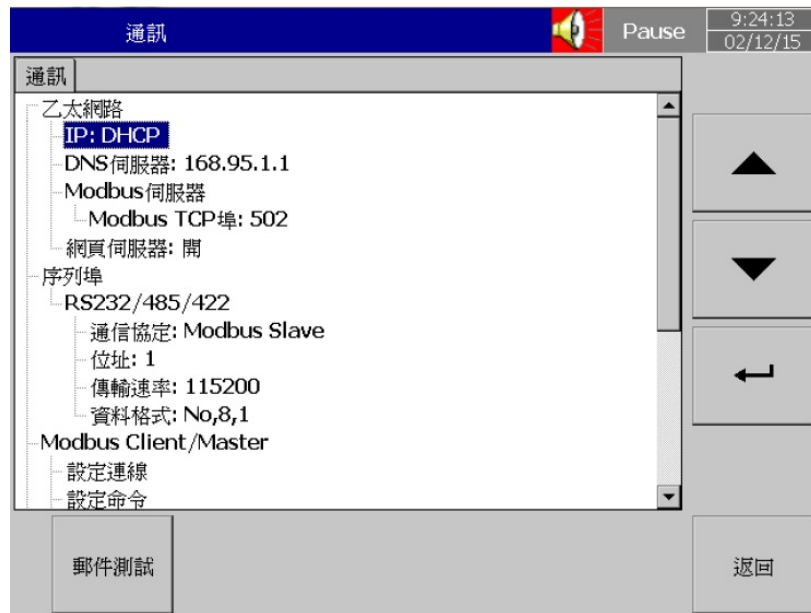 通訊
Pause
9:24:13
02/12/15
通訊
乙太網路
IP: DHCP
DNS伺服器: 168.95.1.1
Modbus伺服器
Modbus TCP埠: 502
網頁伺服器: 開
序列埠
RS232/485/422
通信協定: Modbus Slave
位址: 1
傳輸速率: 115200
資料格式: No,8,1
Modbus Client/Master
設定連線
設定命令
郵件測試
返回